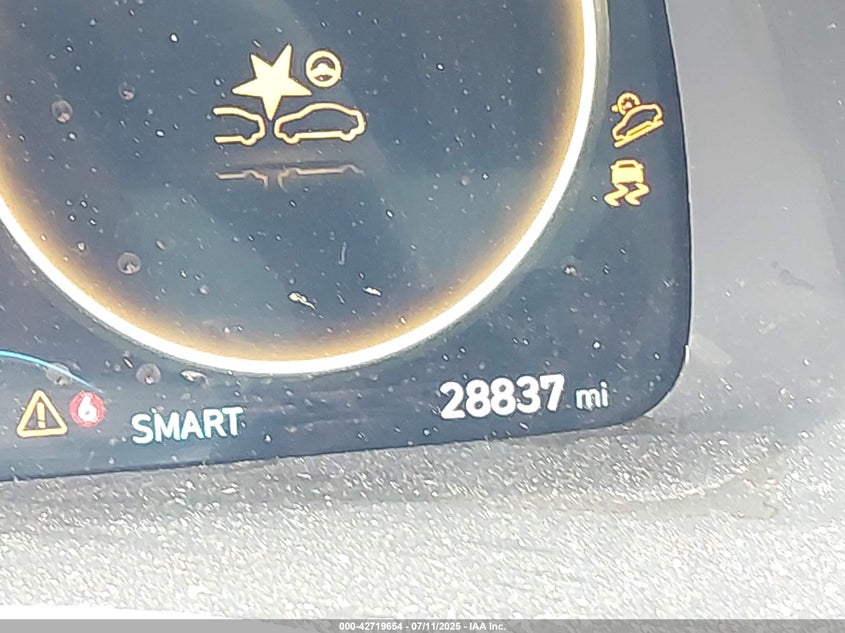 28837 mi
6
SMART
000-42719654 - 07/11/2025 - IAA Inc.